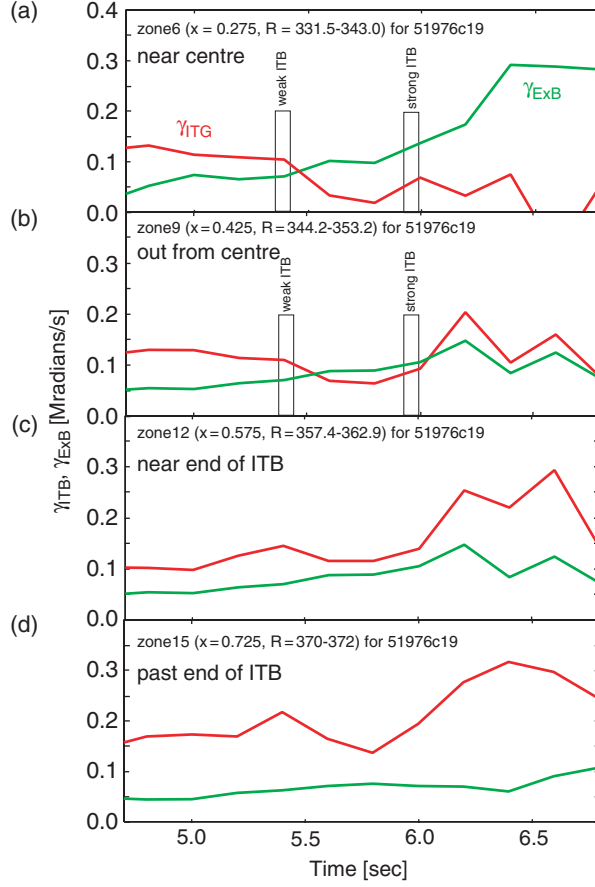 (a)
0.4
zone6 (x = 0.275, R = 331.5-343.0) for 51976c19
near centre
weak ITB
strong ITB
γITG
γExB
0.3
0.2
0.1
0.0
(b)
zone9 (x = 0.425, R = 344.2-353.2) for 51976c19
out from centre
weak ITB
strong ITB
0.3
0.2
0.1
0.0
γITB, γExB [Mradians/s]
(c)
zone12 (x = 0.575, R = 357.4-362.9) for 51976c19
near end of ITB
0.3
0.2
0.1
0.0
(d)
zone15 (x = 0.725, R = 370-372) for 51976c19
past end of ITB
0.3
0.2
0.1
0.0
5.0 5.5 6.0 6.5
Time [sec]